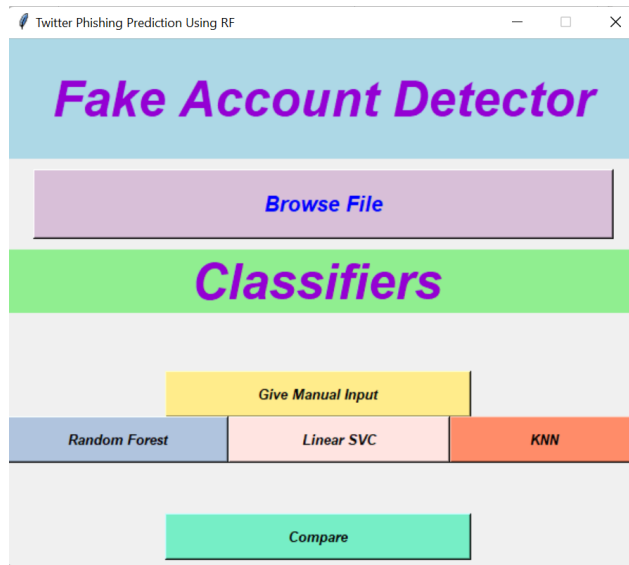 Twitter Phishing Prediction Using RF
Fake Account Detector
Browse File
Classifiers
Give Manual Input
Random Forest
Linear SVC
KNN
Compare